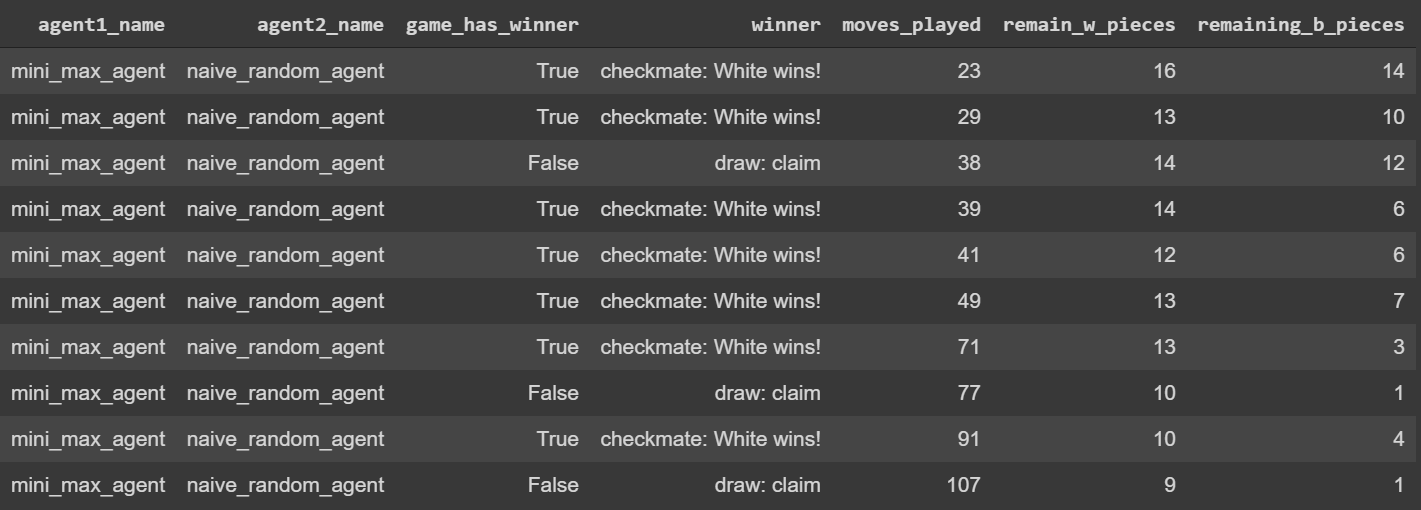 agent1_name agent2_name game_has_winner winner moves_played remain_w_pieces remaining_b_pieces
mini_max_agent naive_random_agent True checkmate: White wins! 23 16 14
mini_max_agent naive_random_agent True checkmate: White wins! 29 13 10
mini_max_agent naive_random_agent False draw: claim 38 14 12
mini_max_agent naive_random_agent True checkmate: White wins! 39 14 6
mini_max_agent naive_random_agent True checkmate: White wins! 41 12 6
mini_max_agent naive_random_agent True checkmate: White wins! 49 13 7
mini_max_agent naive_random_agent True checkmate: White wins! 71 13 3
mini_max_agent naive_random_agent False draw: claim 77 10 1
mini_max_agent naive_random_agent True checkmate: White wins! 91 10 4
mini_max_agent naive_random_agent False draw: claim 107 9 1